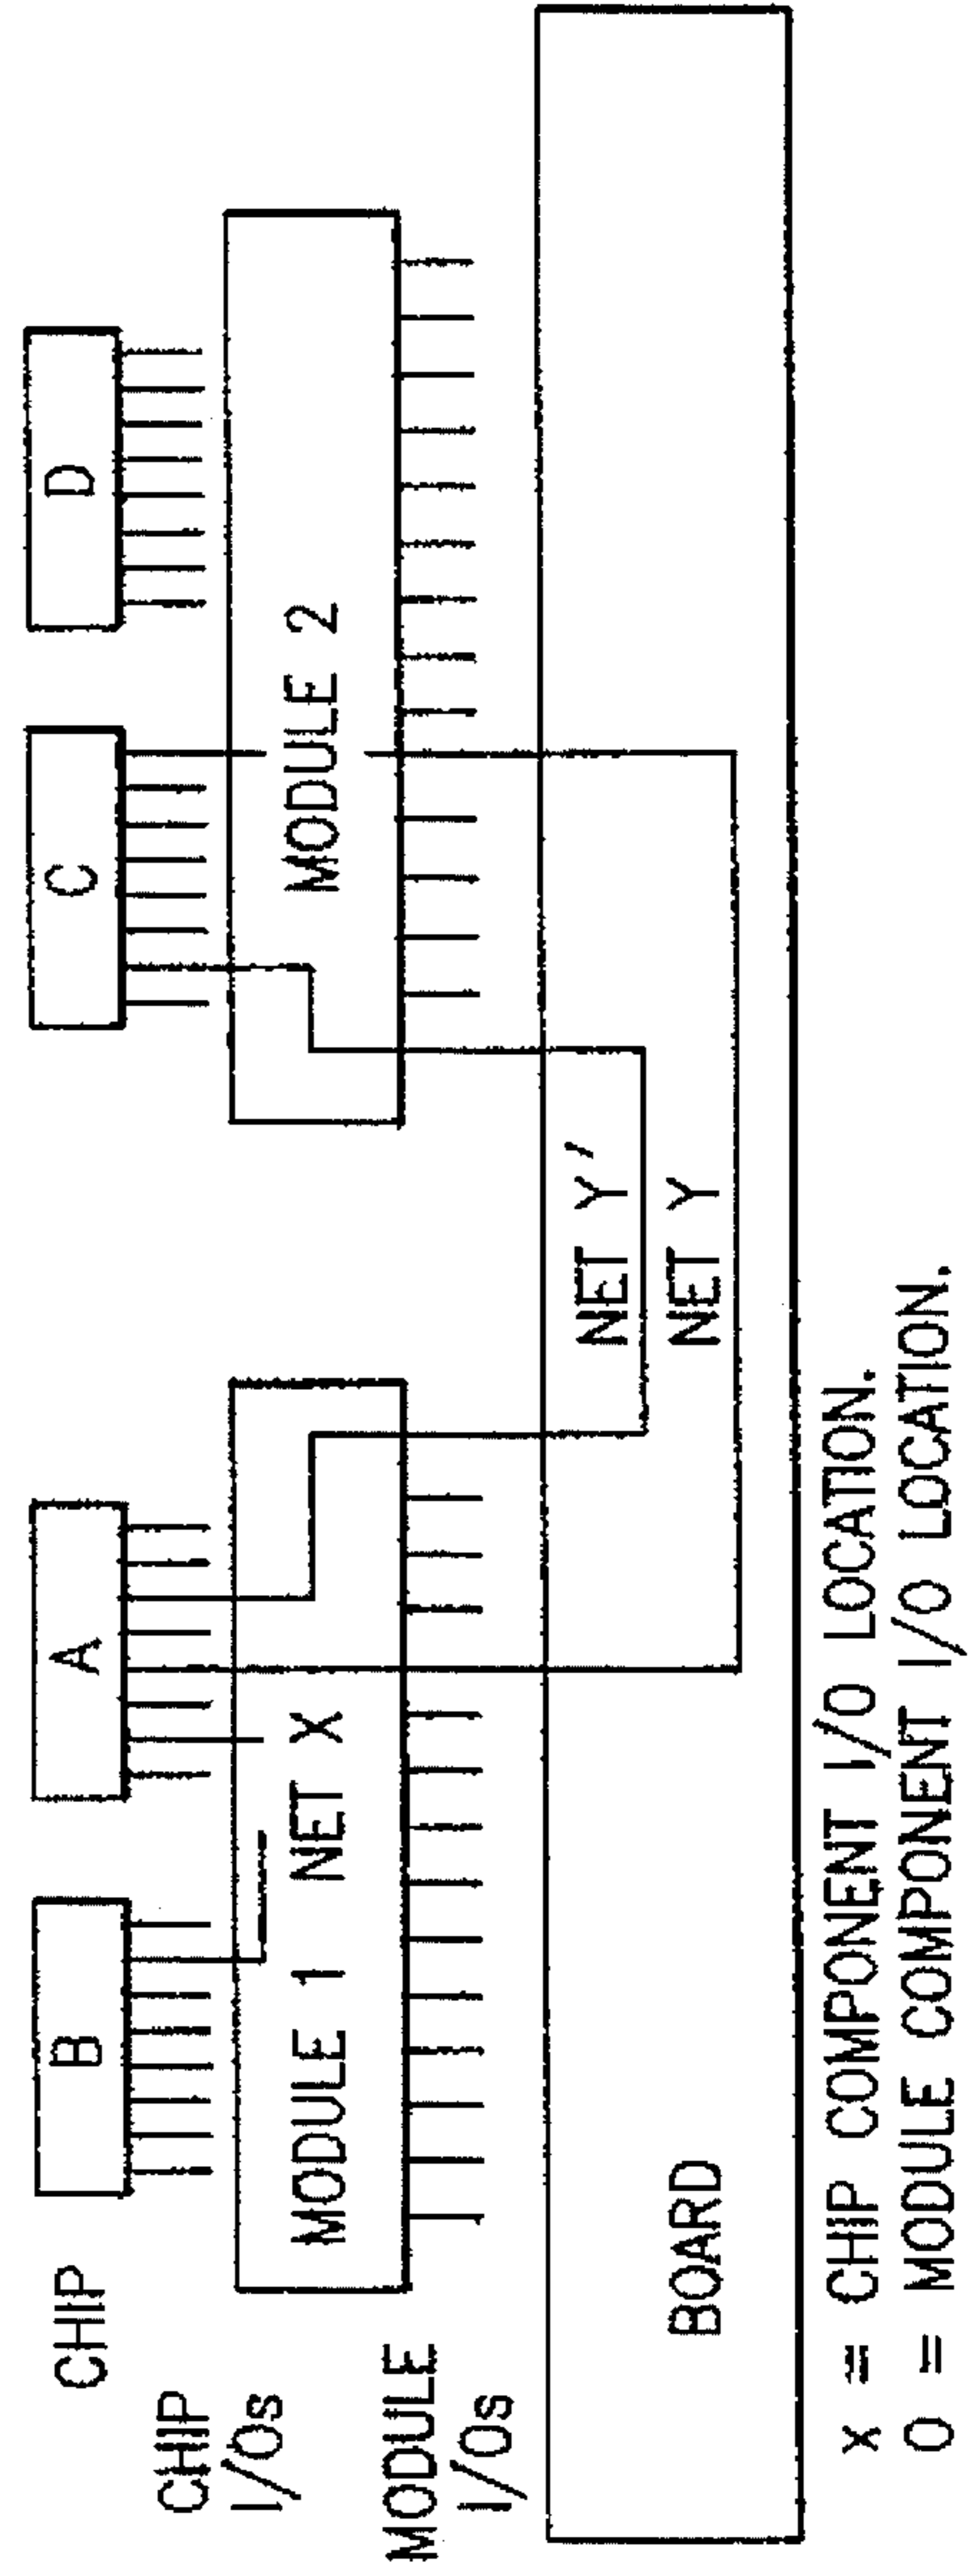 CHIP
B
A
C
D
CHIP
I/Os
MODULE 1
NET X
MODULE 2
MODULE
I/Os
NET Y'
NET Y
BOARD
x = CHIP COMPONENT I/O LOCATION.
O = MODULE COMPONENT I/O LOCATION.